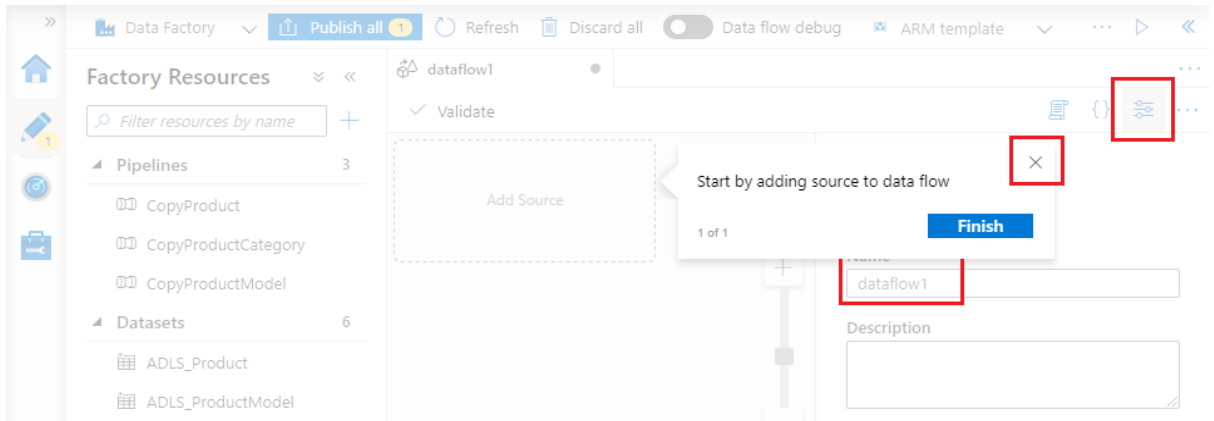 Data Factory
Publish all 1
Refresh
Discard all
Data flow debug
ARM template
Factory Resources
dataflow1
Validate
{}
Filter resources by name
1
Pipelines 3
CopyProduct
CopyProductCategory
CopyProductModel
Datasets 6
ADLS_Product
ADLS_ProductModel
Add Source
Start by adding source to data flow
1 of 1
Finish
Name
dataflow1
Description